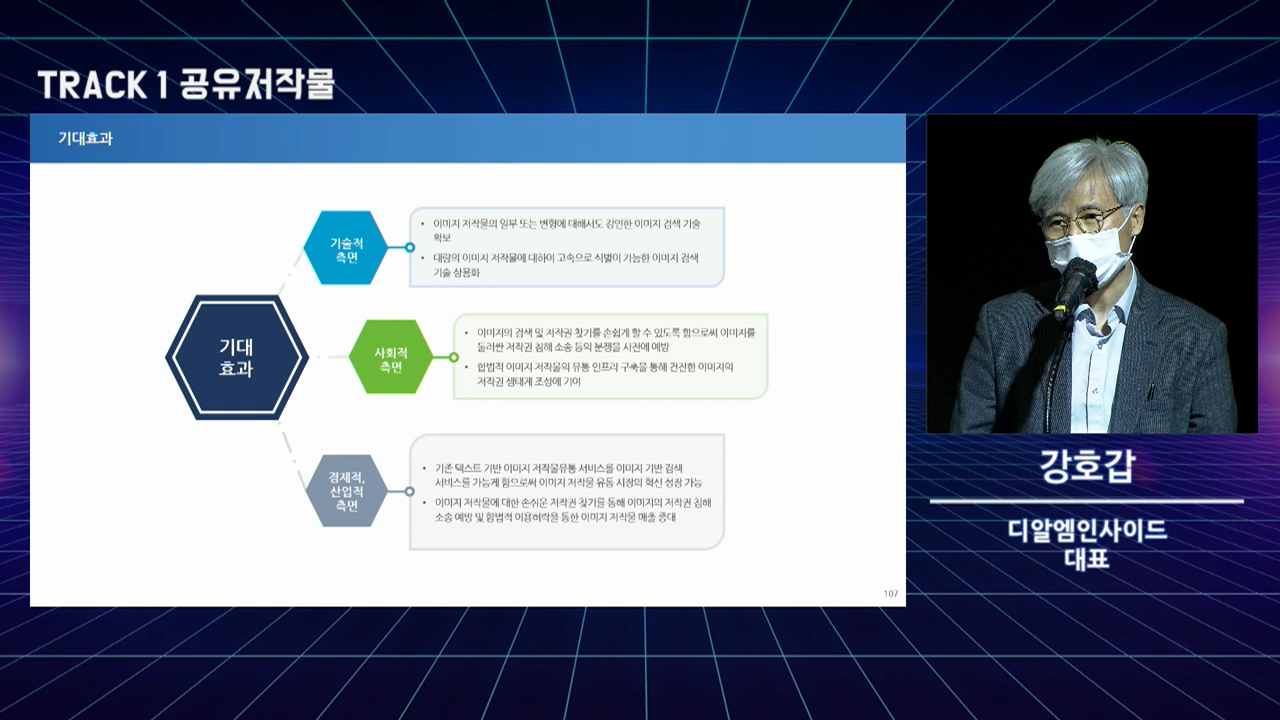 TRACK 1 공유저작물
기대효과
기술적
측면
• 이미지 저작물의 일부 또는 변형에 대해서도 강인한 이미지 검색 기술
확보
• 대량의 이미지 저작물에 대하여 고속으로 식별이 가능한 이미지 검색
기술 상용화
기대
효과
사회적
측면
• 이미지의 검색 및 저작권 찾기를 손쉽게 할 수 있도록 함으로써 이미지를
둘러싼 저작권 침해 소송 등의 분쟁을 사전에 예방
• 합법적 이미지 저작물의 유통 인프라 구축을 통해 건전한 이미지의
저작권 생태계 조성에 기여
경제적,
산업적
측면
• 기존 텍스트 기반 이미지 저작물유통 서비스를 이미지 기반 검색
서비스를 가능케 함으로써 이미지 저작물 유통 시장의 혁신 성장 가능
• 이미지 저작물에 대한 손쉬운 저작권 찾기를 통해 이미지의 저작권 침해
소송 예방 및 합법적 이용허락을 통한 이미지 저작물 매출 증대
107
강호갑
디알엠인사이드
대표